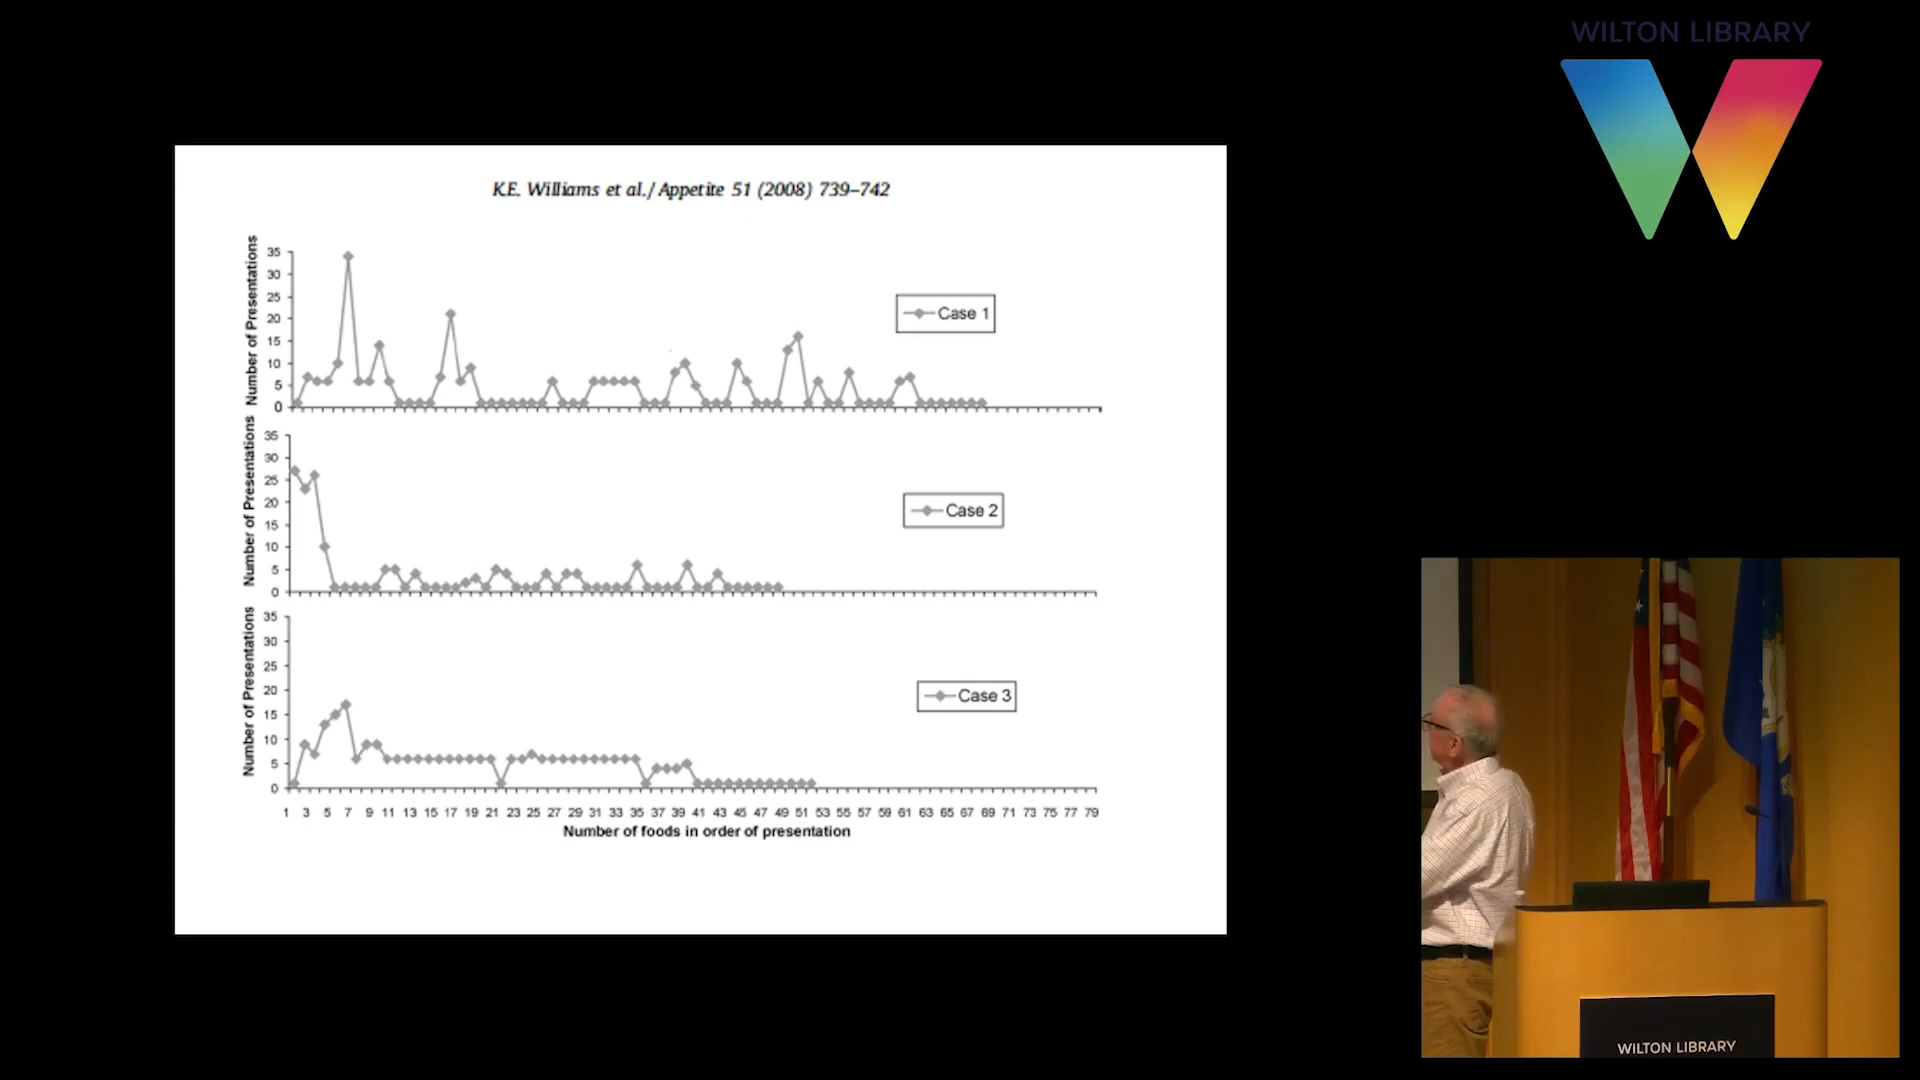 WILTON LIBRARY
K.E. Williams et al. / Appetite 51 (2008) 739–742
Number of Presentations
35
30
25
20
15
10
5
0
Case 1
Number of Presentations
35
30
25
20
15
10
5
0
Case 2
Number of Presentations
35
30
25
20
15
10
5
0
Case 3
1 3 5 7 9 11 13 15 17 19 21 23 25 27 29 31 33 35 37 39 41 43 45 47 49 51 53 55 57 59 61 63 65 67 69 71 73 75 77 79
Number of foods in order of presentation
WILTON LIBRARY